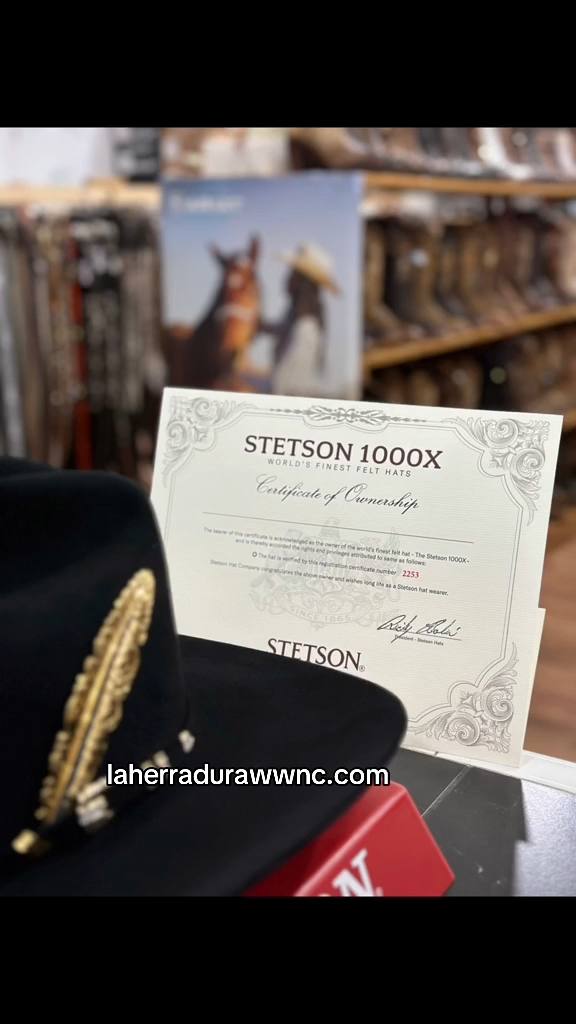 STETSON 1000X
WORLD'S FINEST FELT HATS
Certificate of Ownership
The bearer of this certificate is acknowledged as the owner of the world's finest felt hat - The Stetson 1000X -
and is thereby accorded the rights and privileges attributed to same as follows:
The hat is verified by this registration certificate number 2253
Stetson Hat Company congratulates the above owner and wishes long life as a Stetson hat wearer.
SINCE 1865
President - Stetson Hats
STETSON®
laherradurawwnc.com
N.